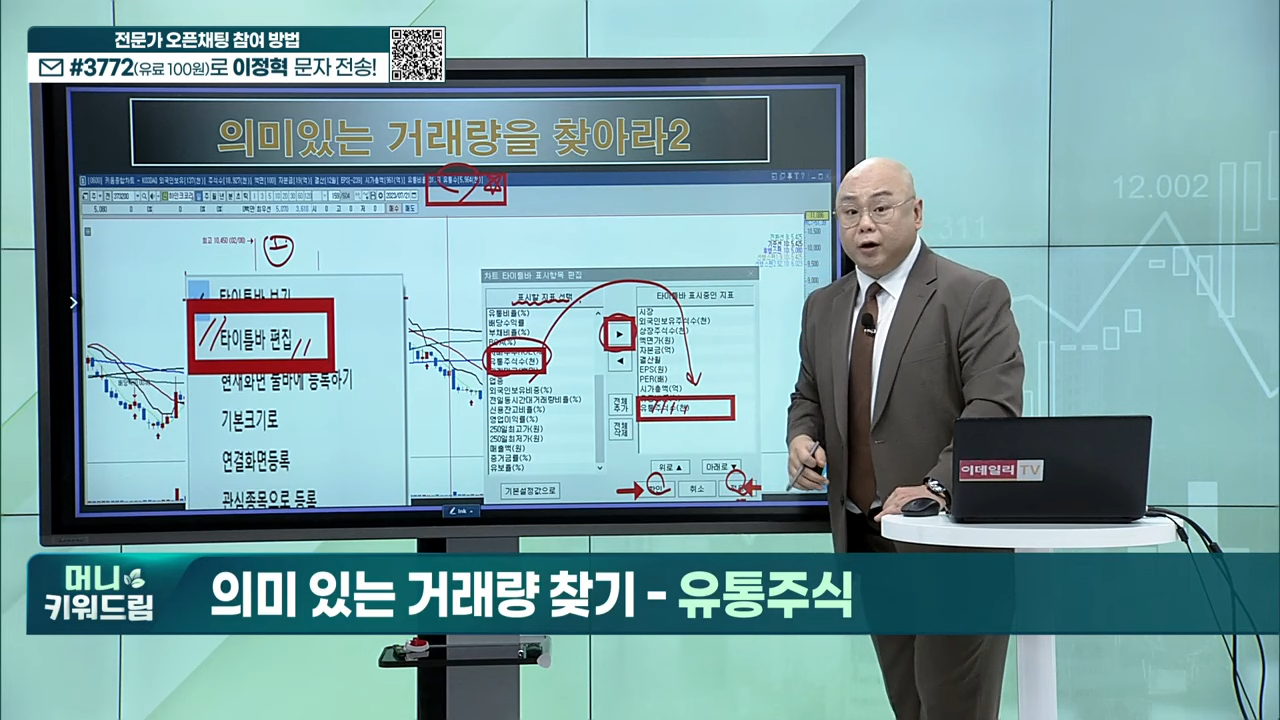 전문가 오픈채팅 참여 방법
#3772(유료 100원)로 이정혁 문자 전송!
의미있는 거래량을 찾아라2
최고 10,450 (02/08)
타이틀바 보기
타이틀바 편집
현재화면 툴바에 등록하기
기본크기로
연결화면등록
관심종목으로 등록
차트 타이틀바 표시항목 편집
표시할 지표 선택
유통비율(%)
배당수익률
부채비율(%)
유통주식수(천)
업종
외국인보유비중(%)
전일동시간대거래량비율(%)
신용잔고비율(%)
영업이익률(%)
250일최고가(원)
250일최저가(원)
매출액(원)
증거금률(%)
유보율(%)
기본설정값으로
전체
추가
전체
삭제
타이틀바 표시중인 지표
시장
외국인보유주식수(천)
상장주식수(천)
액면가(원)
자본금(억)
결산월
EPS(원)
PER(배)
시가총액(억)
유통주식수(천)
위로 ▲
아래로 ▼
취소
Ink
이데일리 TV
머니
키워드림
의미 있는 거래량 찾기 - 유통주식